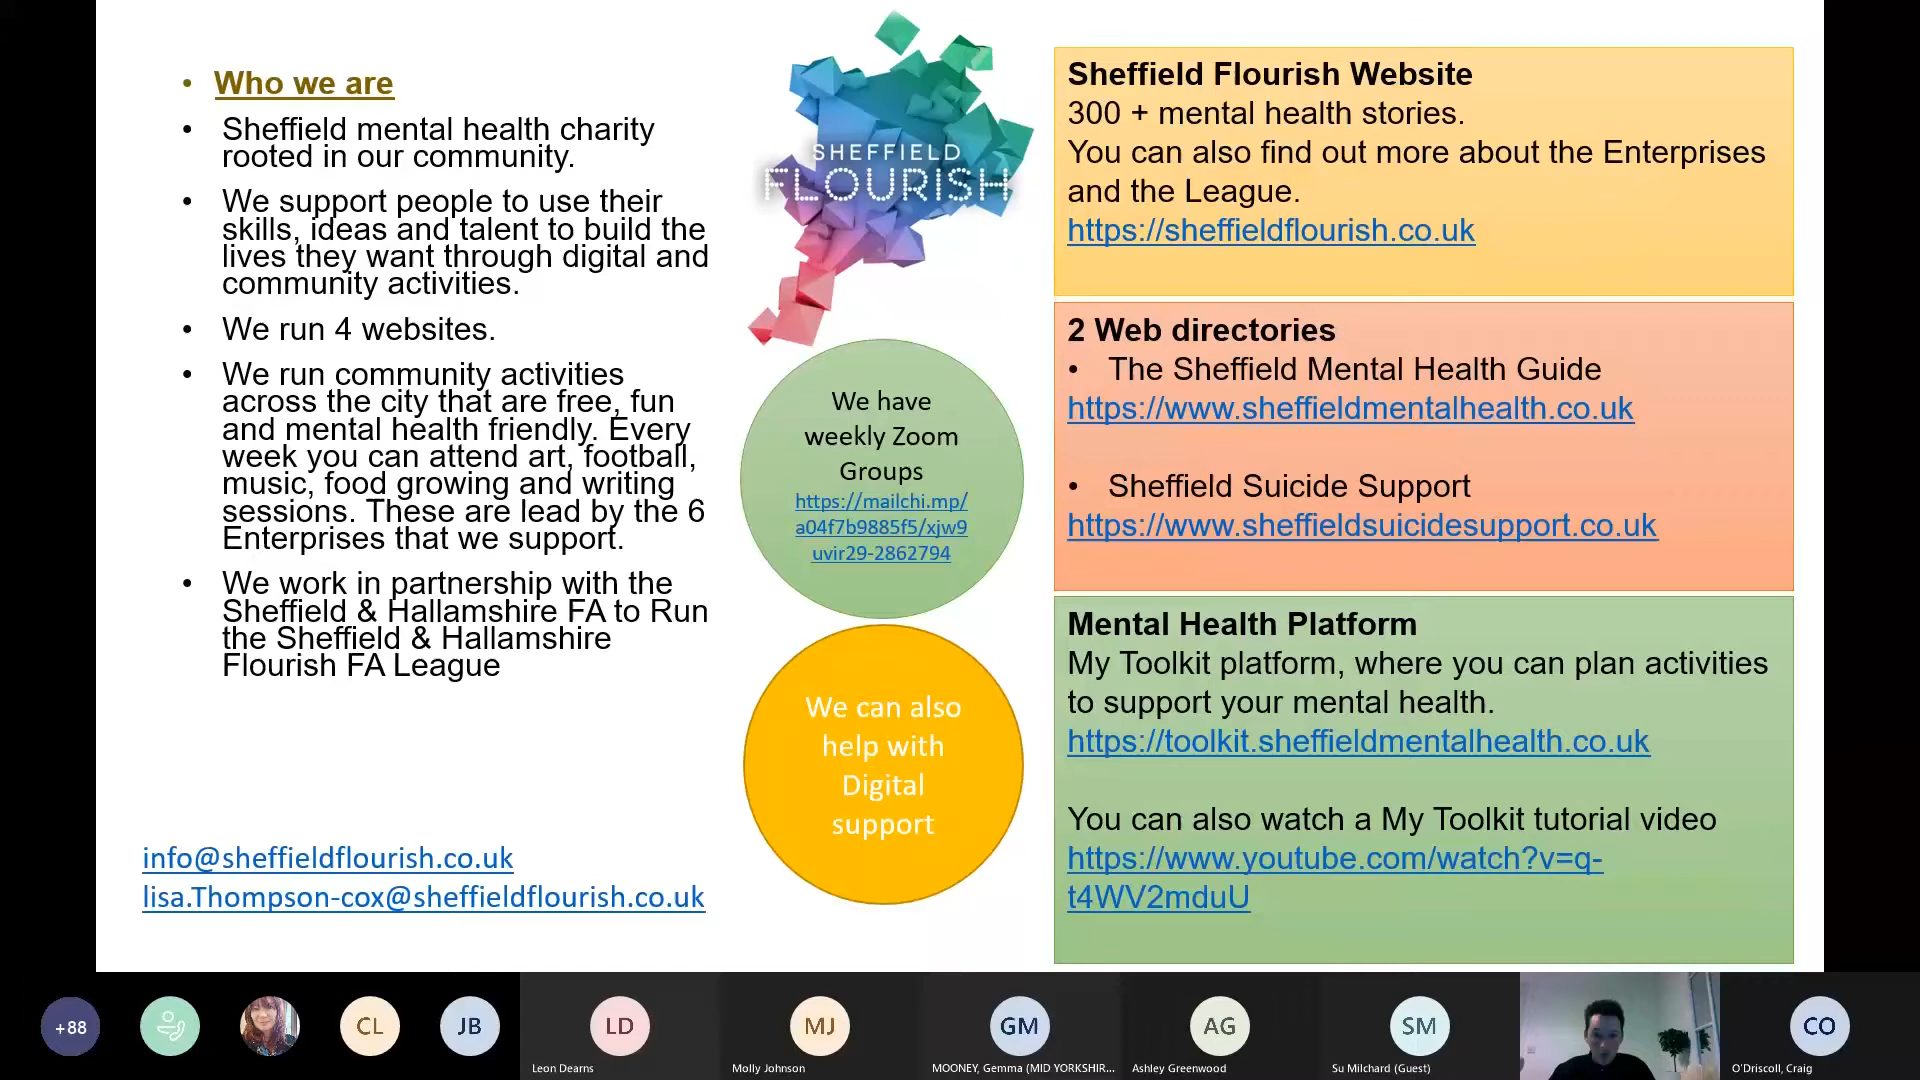 • Who we are
• Sheffield mental health charity
rooted in our community.
• We support people to use their
skills, ideas and talent to build the
lives they want through digital and
community activities.
• We run 4 websites.
• We run community activities
across the city that are free, fun
and mental health friendly. Every
week you can attend art, football,
music, food growing and writing
sessions. These are lead by the 6
Enterprises that we support.
• We work in partnership with the
Sheffield & Hallamshire FA to Run
the Sheffield & Hallamshire
Flourish FA League
info@sheffieldflourish.co.uk
lisa.Thompson-cox@sheffieldflourish.co.uk
SHEFFIELD
FLOURISH
We have
weekly Zoom
Groups
https://mailchi.mp/
a04f7b9885f5/xjw9
uvir29-2862794
We can also
help with
Digital
support
Sheffield Flourish Website
300 + mental health stories.
You can also find out more about the Enterprises
and the League.
https://sheffieldflourish.co.uk
2 Web directories
• The Sheffield Mental Health Guide
https://www.sheffieldmentalhealth.co.uk
• Sheffield Suicide Support
https://www.sheffieldsuicidesupport.co.uk
Mental Health Platform
My Toolkit platform, where you can plan activities
to support your mental health.
https://toolkit.sheffieldmentalhealth.co.uk
You can also watch a My Toolkit tutorial video
https://www.youtube.com/watch?v=q-
t4WV2mduU
+88
CL
JB
LD
Leon Dearns
MJ
Molly Johnson
GM
MOONEY, Gemma (MID YORKSHIR...
AG
Ashley Greenwood
SM
Su Milchard (Guest)
CO
O'Driscoll, Craig